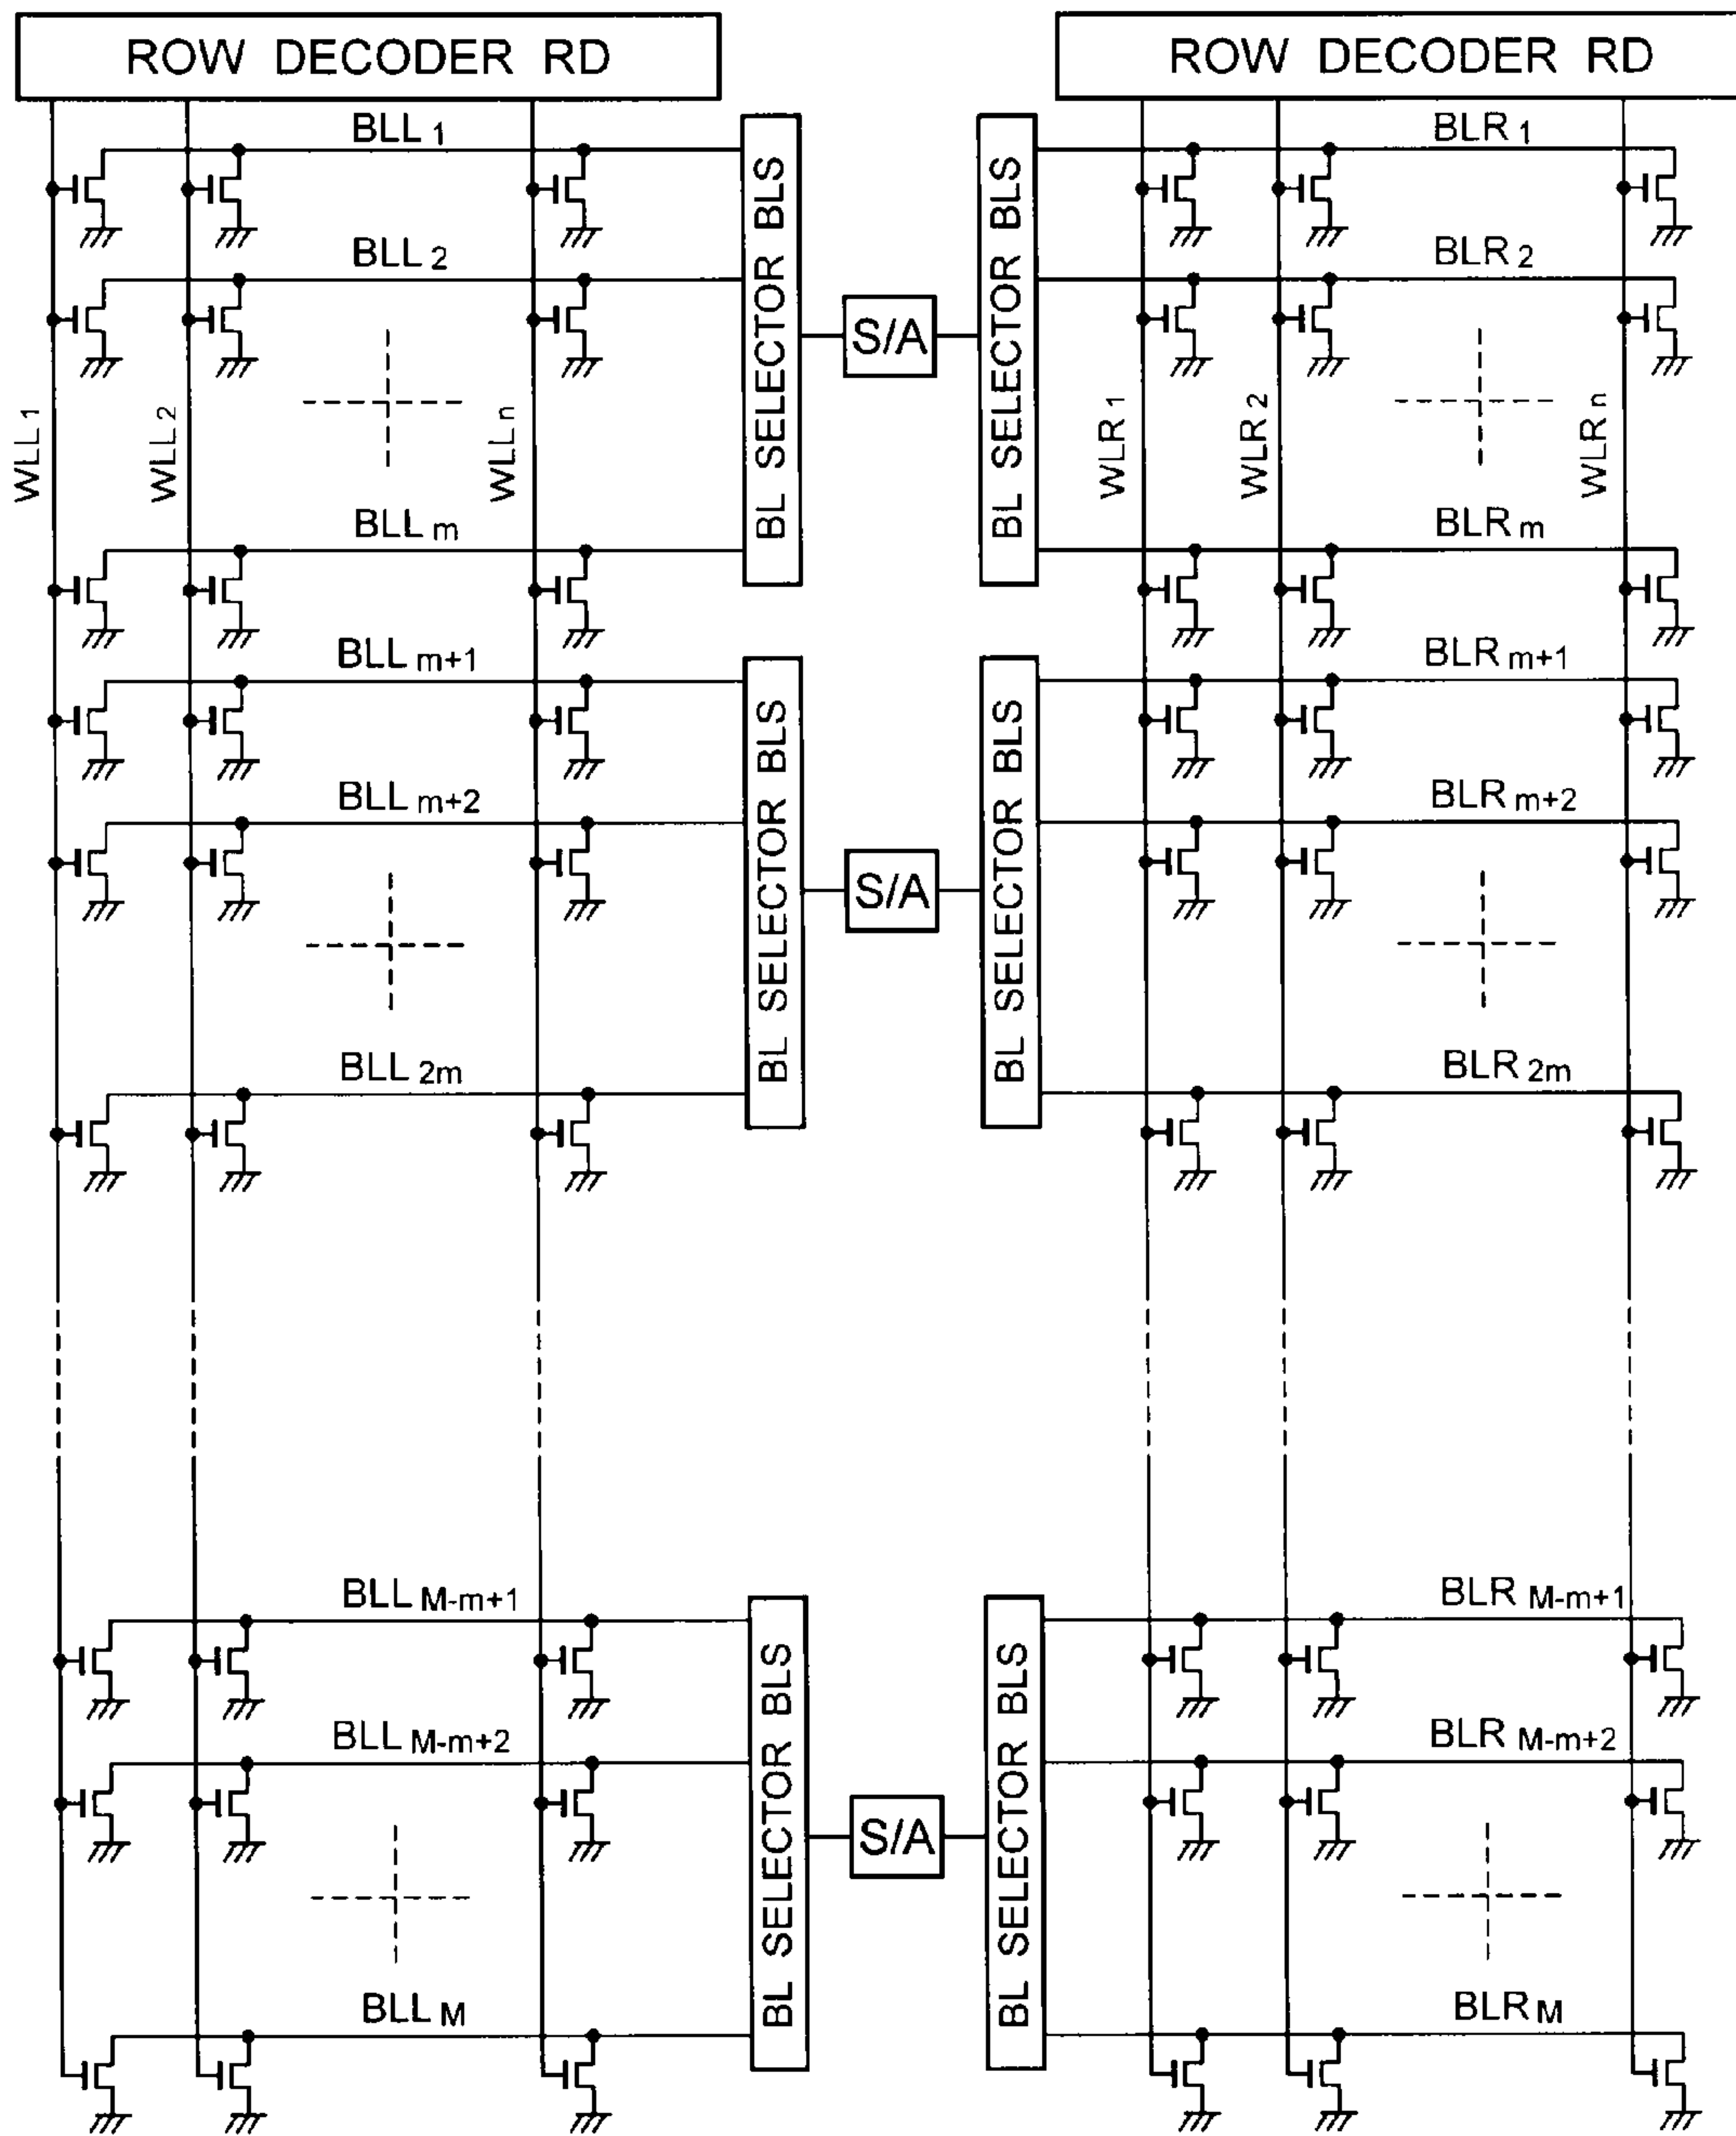 ROW DECODER RD
ROW DECODER RD
BLL 1
BLR 1
BLL 2
BLR 2
BL SELECTOR BLS
S/A
BL SELECTOR BLS
WLL 1
WLL 2
WLL n
WLR 1
WLR 2
WLR n
BLL m
BLR m
BLL m+1
BLR m+1
BLL m+2
BLR m+2
BL SELECTOR BLS
S/A
BL SELECTOR BLS
BLL 2m
BLR 2m
BLL M-m+1
BLR M-m+1
BLL M-m+2
BLR M-m+2
BL SELECTOR BLS
S/A
BL SELECTOR BLS
BLL M
BLR M